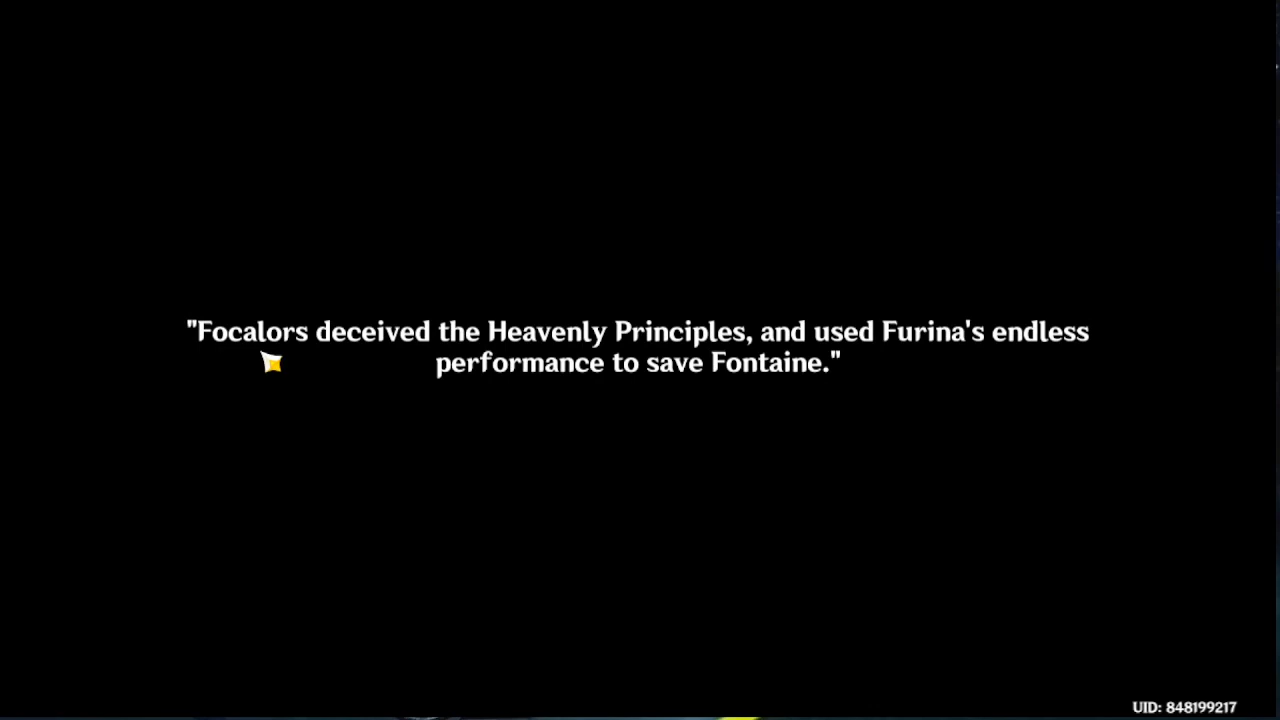 "Focalors deceived the Heavenly Principles, and used Furina's endless
performance to save Fontaine."
UID: 848199217